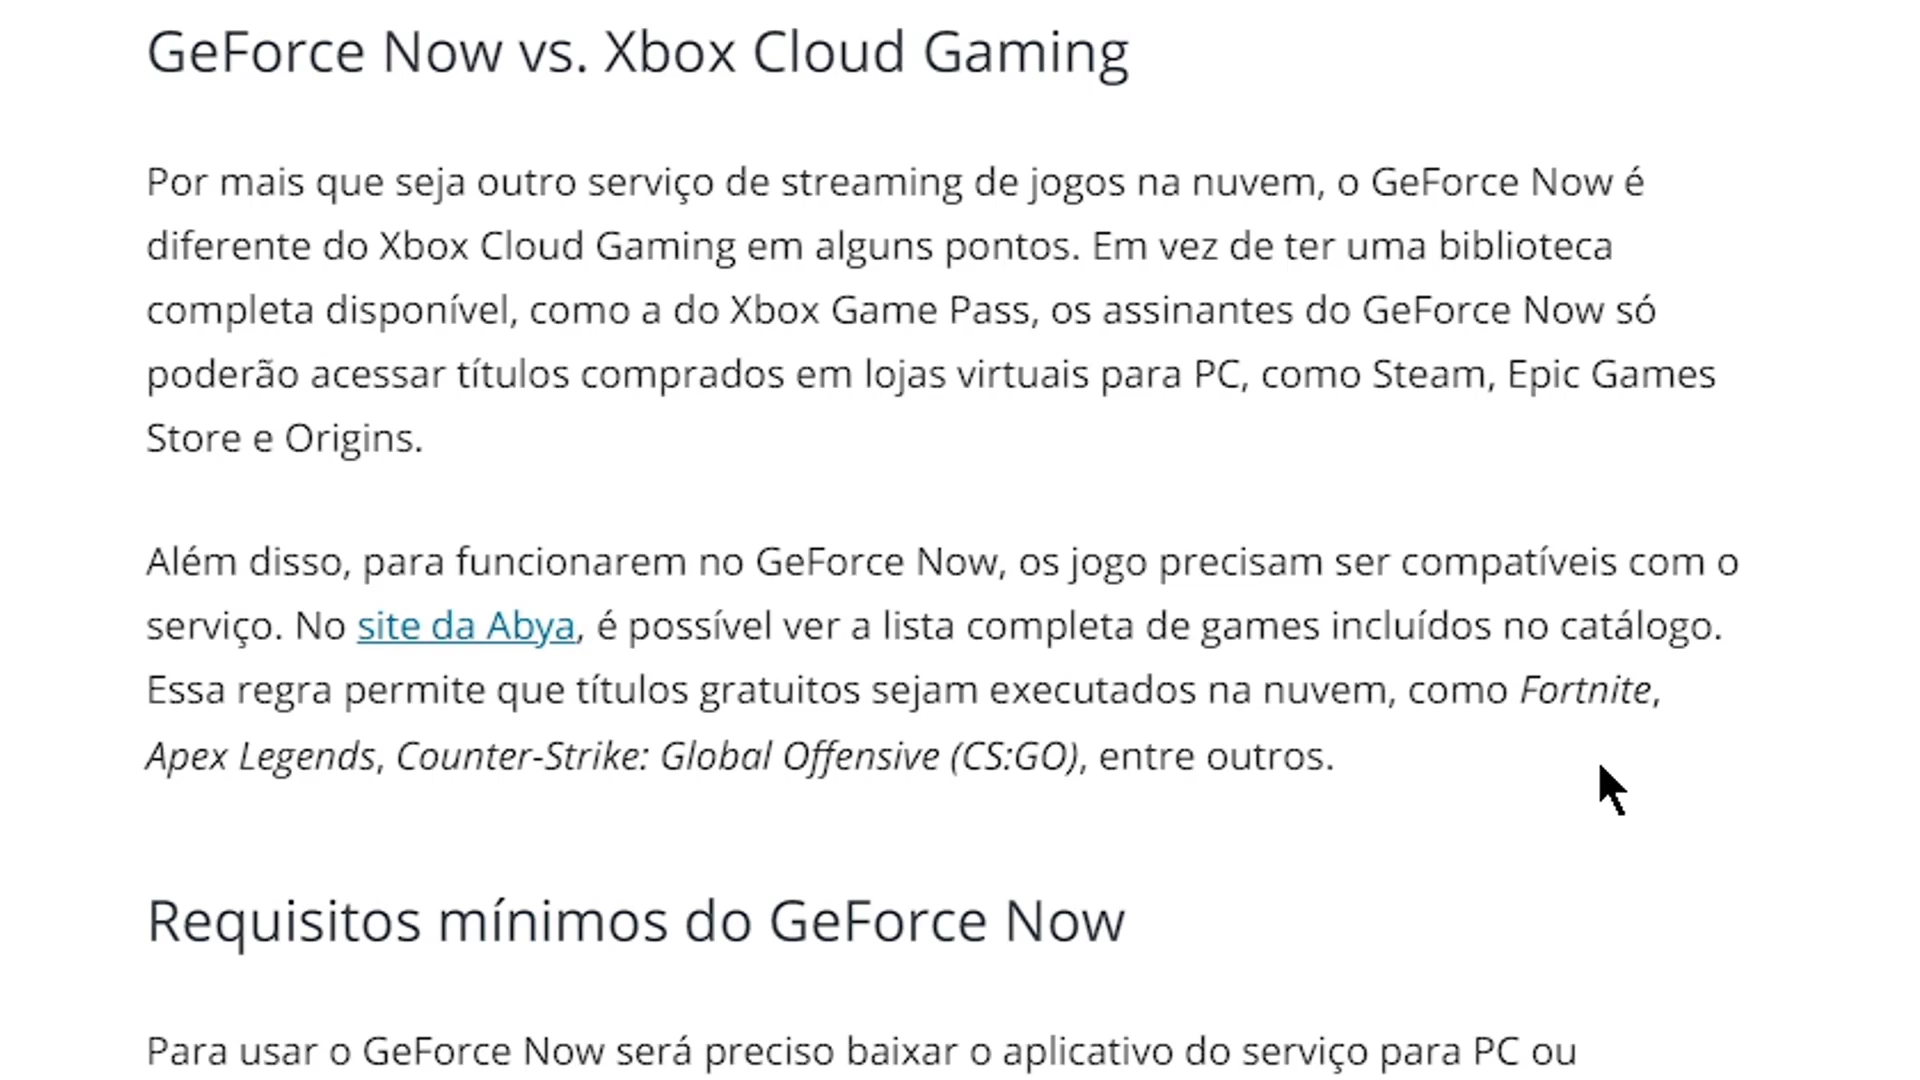 GeForce Now vs. Xbox Cloud Gaming
Por mais que seja outro serviço de streaming de jogos na nuvem, o GeForce Now é
diferente do Xbox Cloud Gaming em alguns pontos. Em vez de ter uma biblioteca
completa disponível, como a do Xbox Game Pass, os assinantes do GeForce Now só
poderão acessar títulos comprados em lojas virtuais para PC, como Steam, Epic Games
Store e Origins.
Além disso, para funcionarem no GeForce Now, os jogo precisam ser compatíveis com o
serviço. No site da Abya, é possível ver a lista completa de games incluídos no catálogo.
Essa regra permite que títulos gratuitos sejam executados na nuvem, como Fortnite,
Apex Legends, Counter-Strike: Global Offensive (CS:GO), entre outros.
Requisitos mínimos do GeForce Now
Para usar o GeForce Now será preciso baixar o aplicativo do serviço para PC ou